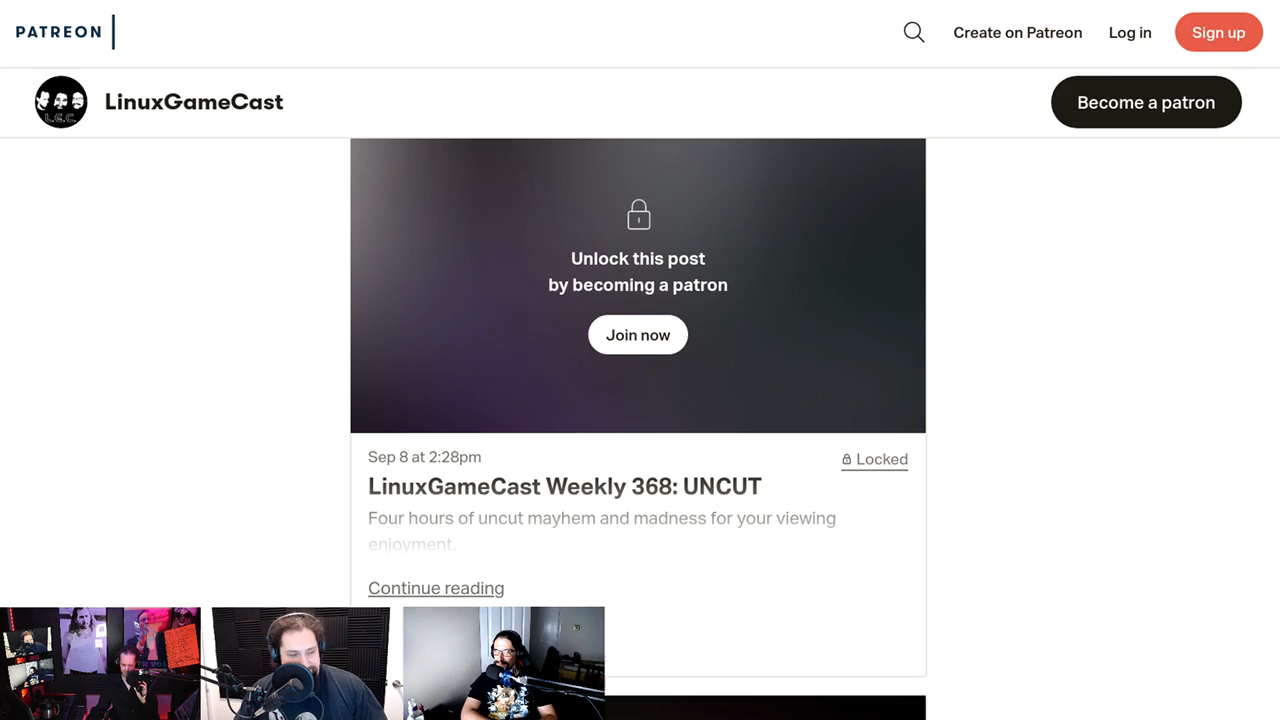 PATREON
Create on Patreon
Log in
Sign up
L.G.C.
LinuxGameCast
Become a patron
Unlock this post
by becoming a patron
Join now
Sep 8 at 2:28pm
Locked
LinuxGameCast Weekly 368: UNCUT
Four hours of uncut mayhem and madness for your viewing
enjoyment.
Continue reading